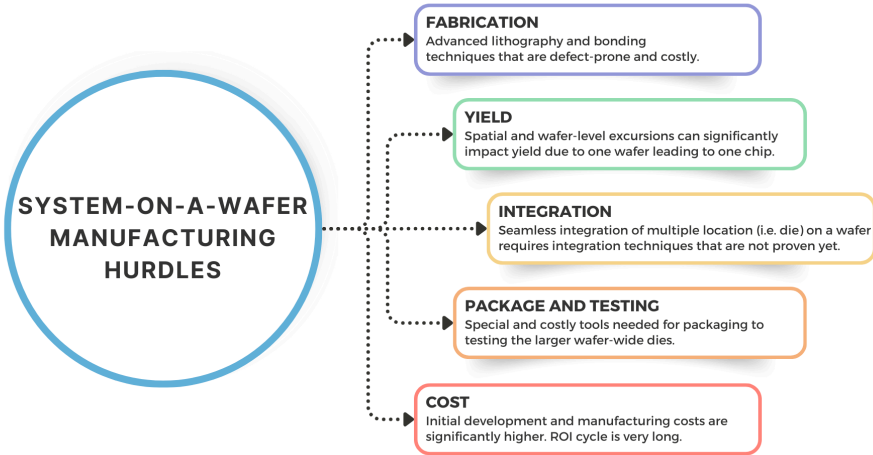 SYSTEM-ON-A-WAFER
MANUFACTURING
HURDLES
FABRICATION
Advanced lithography and bonding
techniques that are defect-prone and costly.
YIELD
Spatial and wafer-level excursions can significantly
impact yield due to one wafer leading to one chip.
INTEGRATION
Seamless integration of multiple location (i.e. die) on a wafer
requires integration techniques that are not proven yet.
PACKAGE AND TESTING
Special and costly tools needed for packaging to
testing the larger wafer-wide dies.
COST
Initial development and manufacturing costs are
significantly higher. ROI cycle is very long.